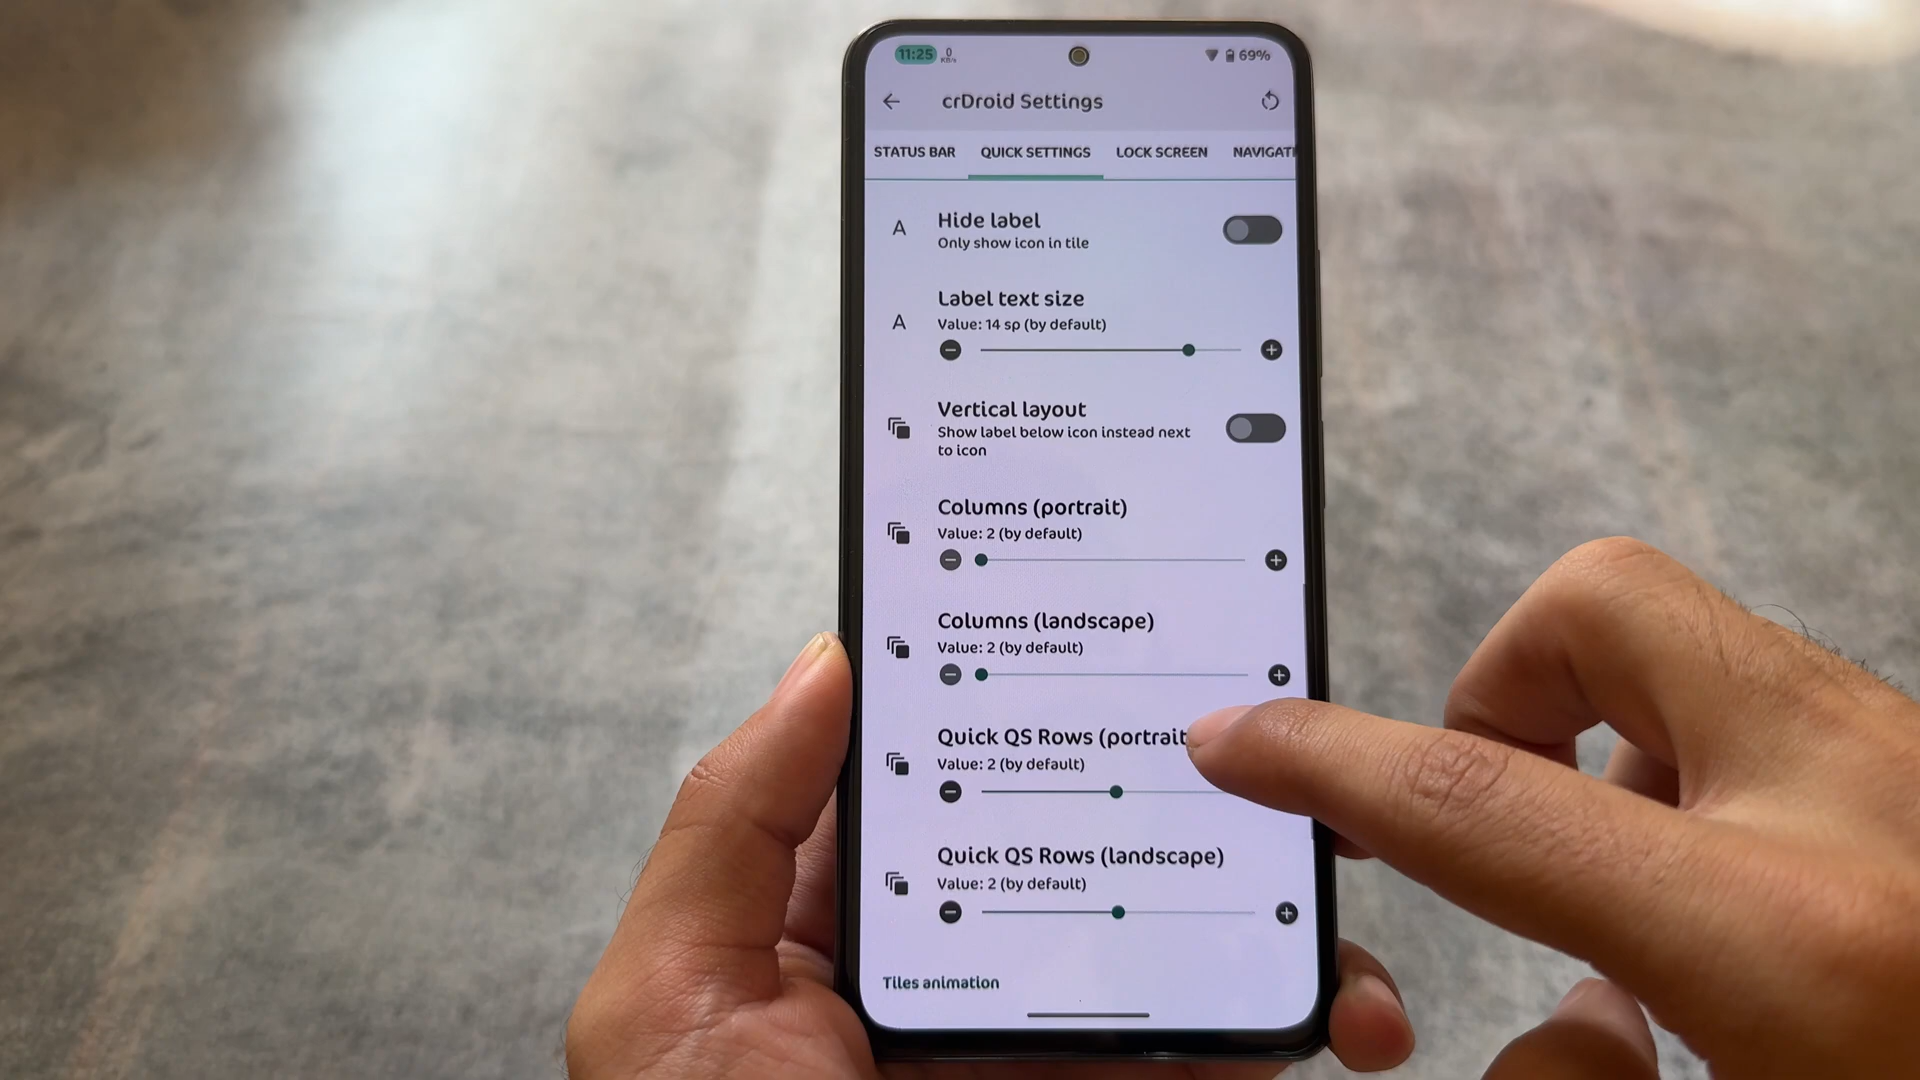 11:25 0 KB/s 69%
crDroid Settings
STATUS BAR QUICK SETTINGS LOCK SCREEN NAVIGATI
A Hide label
Only show icon in tile
Label text size
A Value: 14 sp (by default)
Vertical layout
Show label below icon instead next
to icon
Columns (portrait)
Value: 2 (by default)
Columns (landscape)
Value: 2 (by default)
Quick QS Rows (portrait
Value: 2 (by default)
Quick QS Rows (landscape)
Value: 2 (by default)
Tiles animation